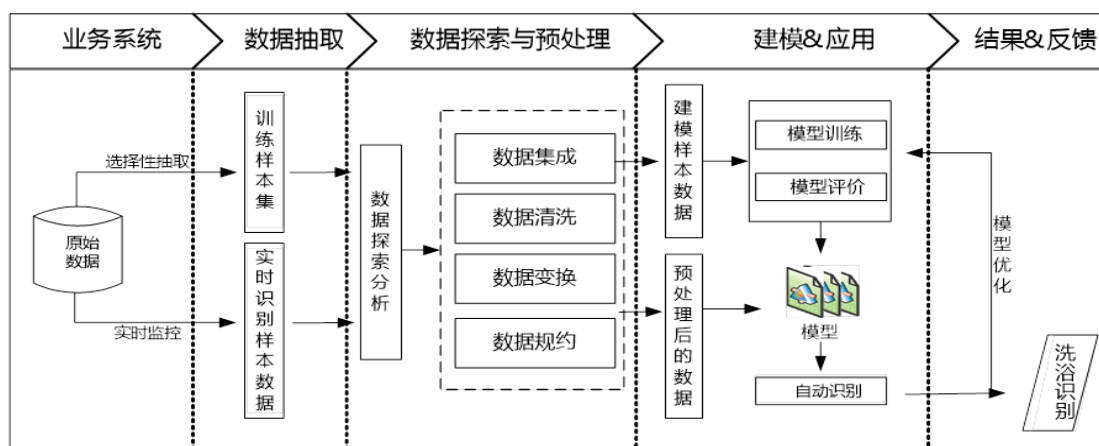 业务系统
数据抽取
数据探索与预处理
建模&应用
结果&反馈
选择性抽取
原始
数据
实时监控
训练样本集
实时识别样本数据
数据探索分析
数据集成
数据清洗
数据变换
数据规约
建模样本数据
预处理后的数据
模型训练
模型评价
模型
自动识别
模型优化
洗浴识别